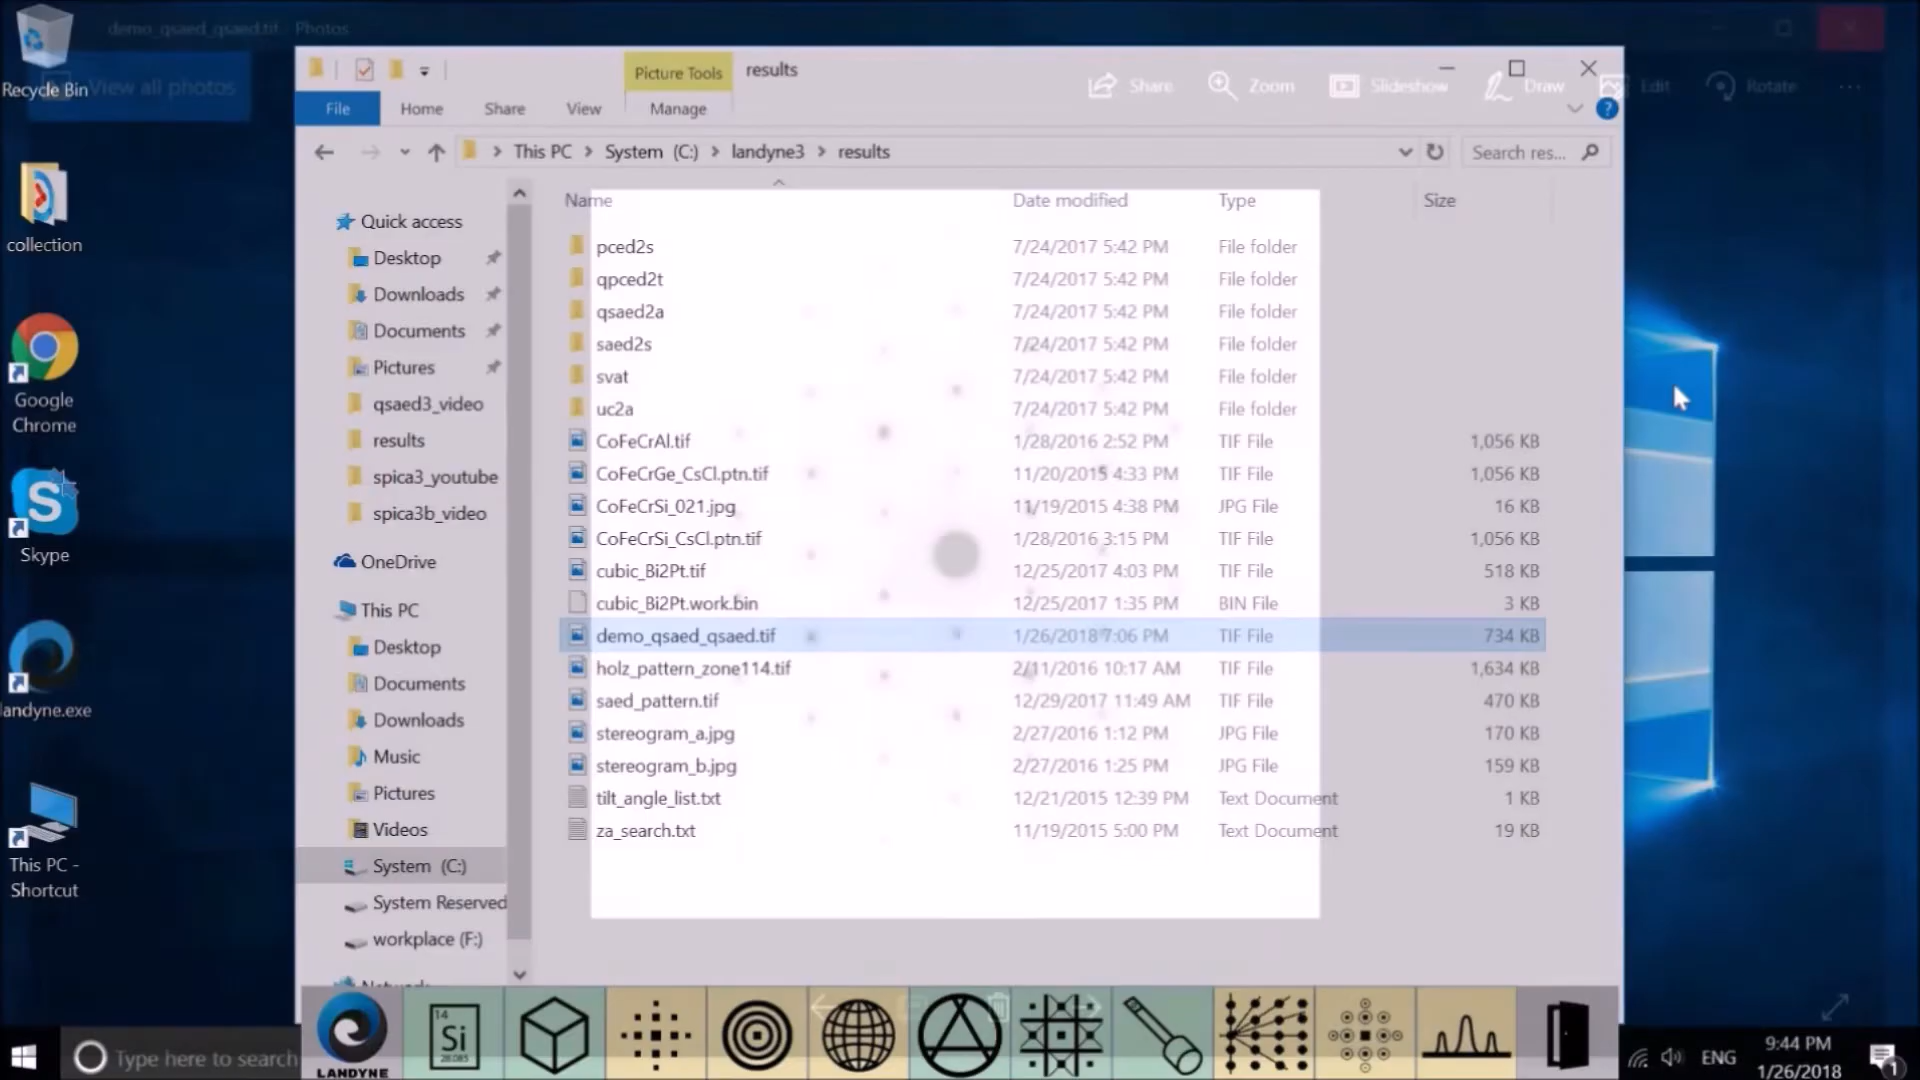 demo_qsaed_qsaed.tif - Photos
Recycle Bin
View all photos
Picture Tools
results
Share
Zoom
Slideshow
Draw
Edit
Rotate
File
Home
Share
View
Manage
This PC
System (C:)
landyne3
results
Search res...
Name
Date modified
Type
Size
Quick access
Desktop
Downloads
Documents
Pictures
qsaed3_video
results
spica3_youtube
spica3b_video
OneDrive
This PC
Desktop
Documents
Downloads
Music
Pictures
Videos
System (C:)
System Reserved
workplace (F:)
pced2s 7/24/2017 5:42 PM File folder
qpced2t 7/24/2017 5:42 PM File folder
qsaed2a 7/24/2017 5:42 PM File folder
saed2s 7/24/2017 5:42 PM File folder
svat 7/24/2017 5:42 PM File folder
uc2a 7/24/2017 5:42 PM File folder
CoFeCrAl.tif 1/28/2016 2:52 PM TIF File 1,056 KB
CoFeCrGe_CsCl.ptn.tif 11/20/2015 4:33 PM TIF File 1,056 KB
CoFeCrSi_021.jpg 11/19/2015 4:38 PM JPG File 16 KB
CoFeCrSi_CsCl.ptn.tif 1/28/2016 3:15 PM TIF File 1,056 KB
cubic_Bi2Pt.tif 12/25/2017 4:03 PM TIF File 518 KB
cubic_Bi2Pt.work.bin 12/25/2017 1:35 PM BIN File 3 KB
demo_qsaed_qsaed.tif 1/26/2018 7:06 PM TIF File 734 KB
holz_pattern_zone114.tif 2/11/2016 10:17 AM TIF File 1,634 KB
saed_pattern.tif 12/29/2017 11:49 AM TIF File 470 KB
stereogram_a.jpg 2/27/2016 1:12 PM JPG File 170 KB
stereogram_b.jpg 2/27/2016 1:25 PM JPG File 159 KB
tilt_angle_list.txt 12/21/2015 12:39 PM Text Document 1 KB
za_search.txt 11/19/2015 5:00 PM Text Document 19 KB
collection
Google
Chrome
Skype
landyne.exe
This PC -
Shortcut
14
Si
28.085
LANDYNE
Type here to search
ENG
9:44 PM
1/26/2018
1